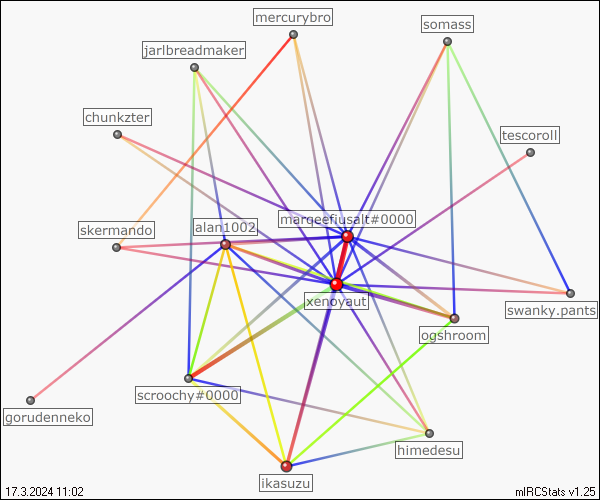 mercurybro
somass
jarlbreadmaker
chunkzter
tescoroll
marqeefiusalt#0000
alan1002
skermando
xenoyaut
swanky.pants
ogshroom
scroochy#0000
gorudenneko
himedesu
ikasuzu
17.3.2024 11:02
mIRCStats v1.25